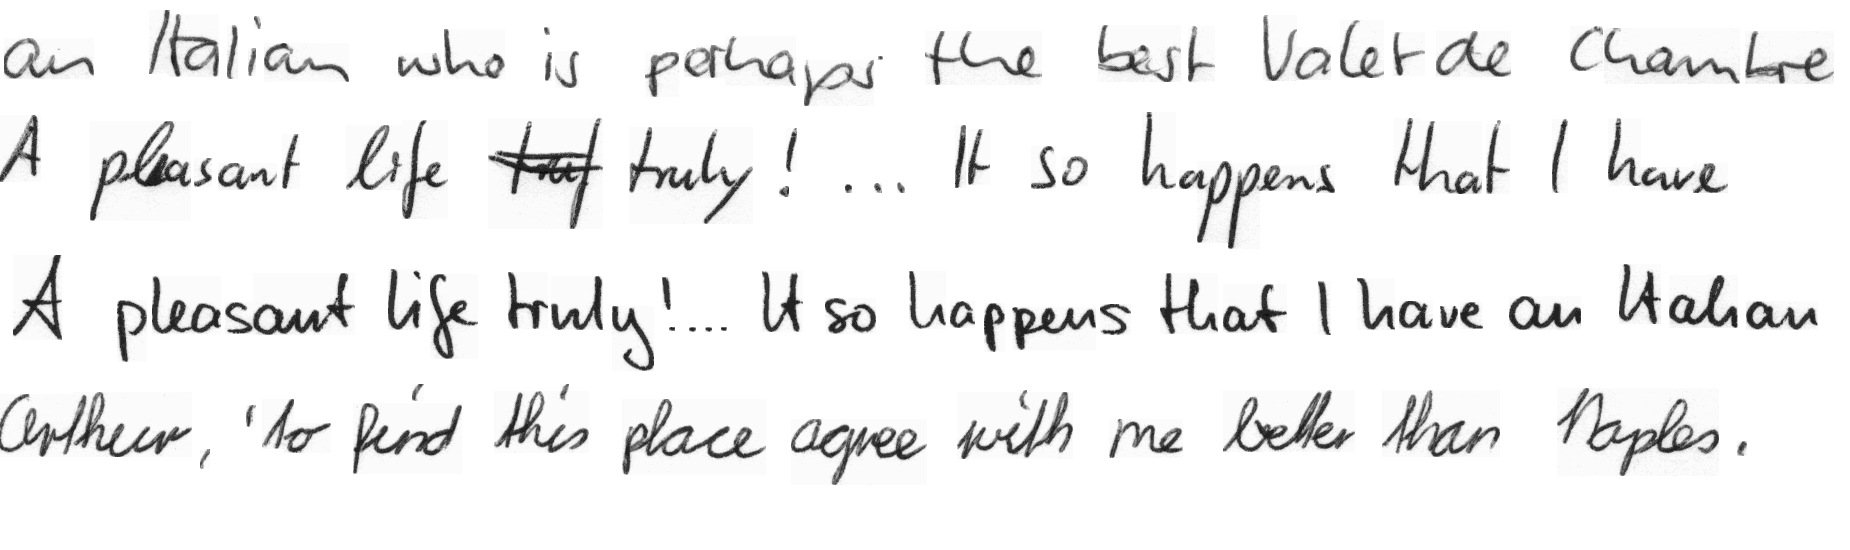 an Italian who is perhaps the best Valet de Chambre
A pleasant life truly! ... It so happens that I have
A pleasant life truly!.... It so happens that I have an Italian
Arthur, 'to find this place agree with me better than Naples.